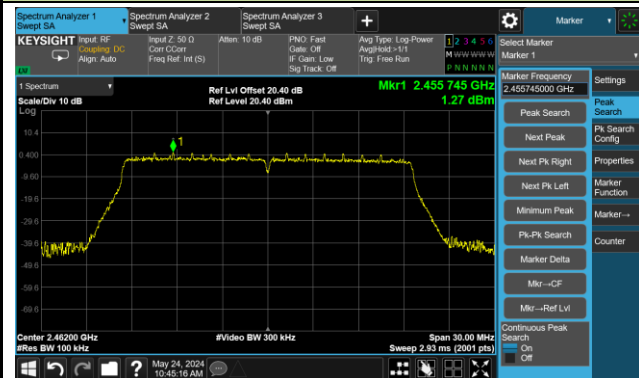 Spectrum Analyzer 1
Swept SA
Spectrum Analyzer 2
Swept SA
Spectrum Analyzer 3
Swept SA
+
Marker
KEYSIGHT
Input: RF
Coupling: DC
Align: Auto
Input Z: 50 Ω
Corr CCorr
Freq Ref: Int (S)
Atten: 10 dB
PNO: Fast
Gate: Off
IF Gain: Low
Sig Track: Off
Avg Type: Log-Power
Avg|Hold:>1/1
Trig: Free Run
1 2 3 4 5 6
M W W W W W
P N N N N N
LW
Select Marker
Marker 1
1 Spectrum
Scale/Div 10 dB
Log
Ref Lvl Offset 20.40 dB
Ref Level 20.40 dBm
Mkr1 2.455 745 GHz
1.27 dBm
10.4
0.400
-9.60
-19.6
-29.6
-39.6
-49.6
-59.6
-69.6
1
Center 2.46200 GHz
#Res BW 100 kHz
#Video BW 300 kHz
Span 30.00 MHz
Sweep 2.93 ms (2001 pts)
Marker Frequency
2.455745000 GHz
Peak Search
Next Peak
Next Pk Right
Next Pk Left
Minimum Peak
Pk-Pk Search
Marker Delta
Mkr→CF
Mkr→Ref Lvl
Continuous Peak
Search
On
Off
Settings
Peak
Search
Pk Search
Config
Properties
Marker
Function
Marker→
Counter
?
May 24, 2024
10:45:16 AM